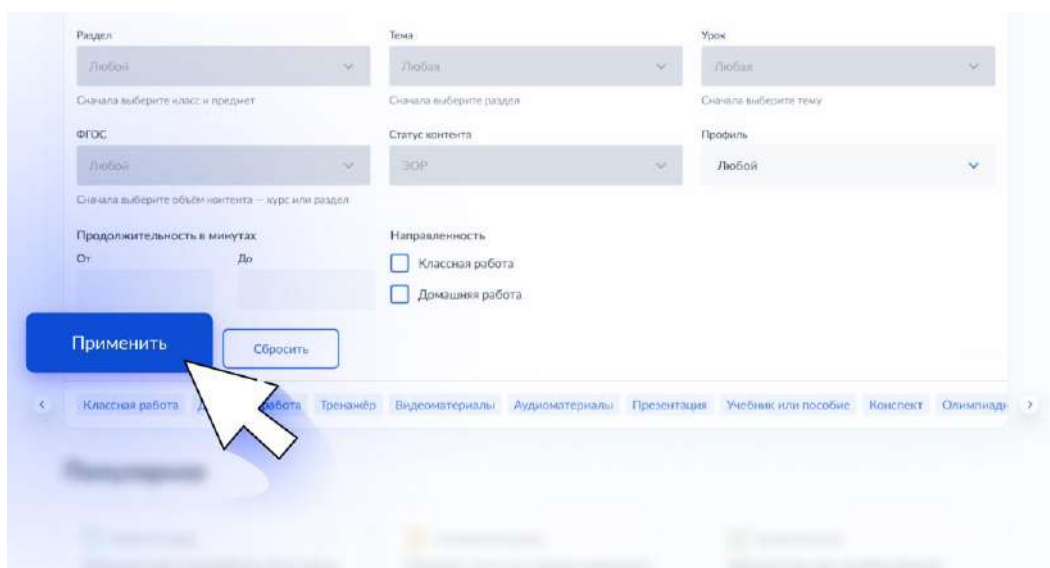 Раздел Тема Урок
Любой Любая Любая
Сначала выберите класс и предмет Сначала выберите раздел Сначала выберите тему
ФГОС Статус контента Профиль
Любой ЭОР Любой
Сначала выберите объём контента — курс или раздел
Продолжительность в минутах Направленность
От До Классная работа
Домашняя работа
Применить Сбросить
Классная работа работа Тренажёр Видеоматериалы Аудиоматериалы Презентация Учебник или пособие Конспект